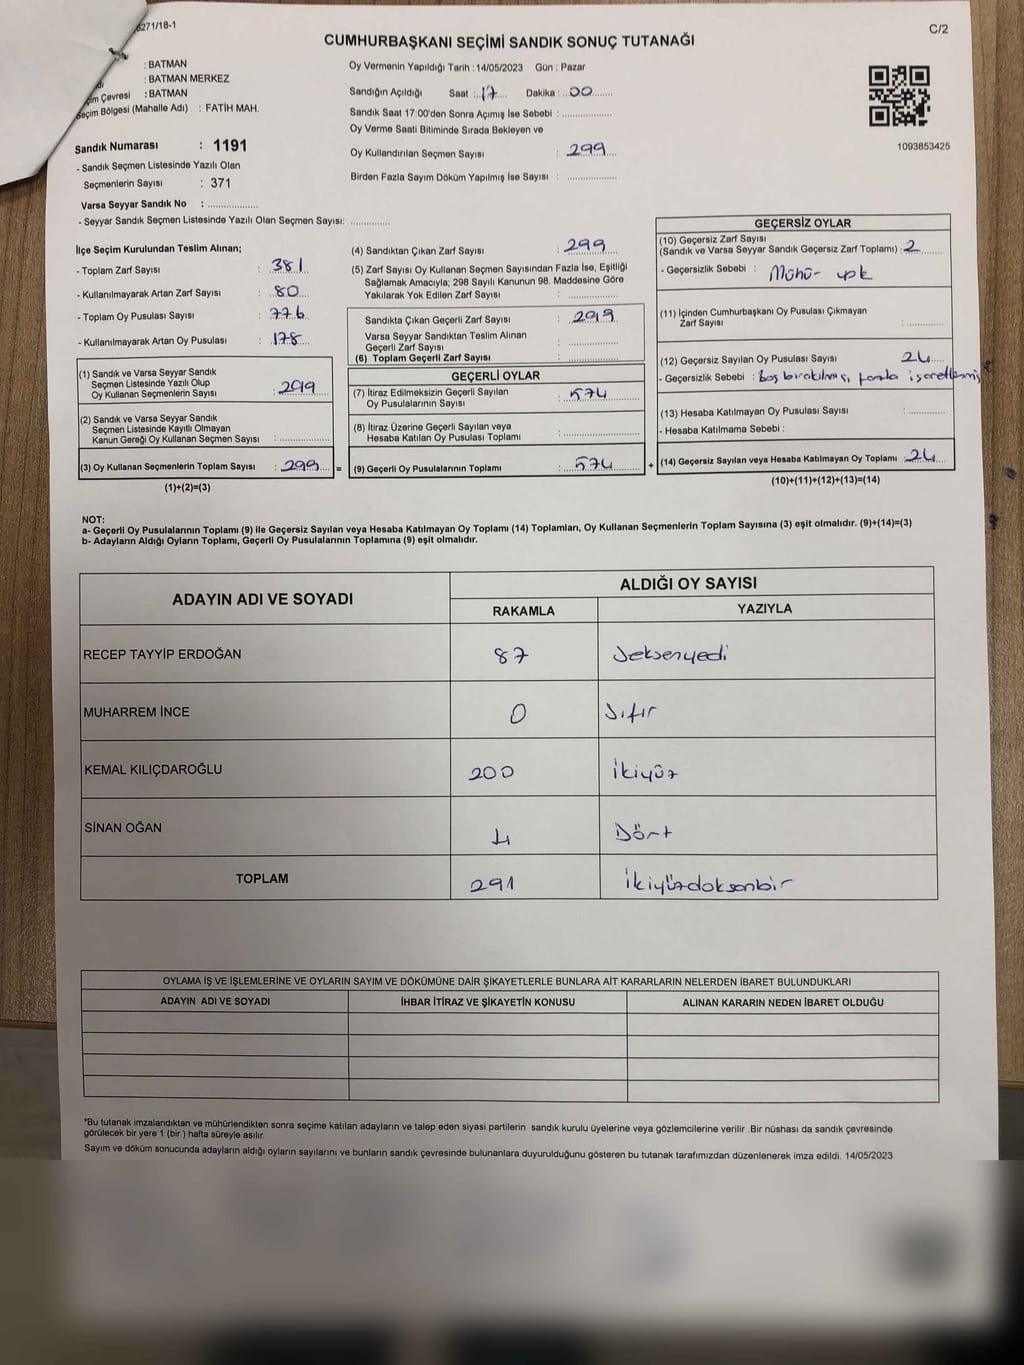 6271/18-1
C/2
CUMHURBAŞKANI SEÇİMİ SANDIK SONUÇ TUTANAĞI
: BATMAN
: BATMAN MERKEZ
çim Çevresi : BATMAN
eçim Bölgesi (Mahalle Adı) : FATİH MAH.
Sandık Numarası : 1191
- Sandık Seçmen Listesinde Yazılı Olan
Seçmenlerin Sayısı : 371
Varsa Seyyar Sandık No : ..................
- Seyyar Sandık Seçmen Listesinde Yazılı Olan Seçmen Sayısı: .............
Oy Vermenin Yapıldığı Tarih : 14/05/2023 Gün : Pazar
Sandığın Açıldığı Saat : 17 Dakika : 00
Sandık Saat 17:00'den Sonra Açımış İse Sebebi : ................
Oy Verme Saati Bitiminde Sırada Bekleyen ve
Oy Kullandırılan Seçmen Sayısı : 299
Birden Fazla Sayım Döküm Yapılmış İse Sayısı : ................
1093853425
İlçe Seçim Kurulundan Teslim Alınan;
- Toplam Zarf Sayısı : 381
- Kullanılmayarak Artan Zarf Sayısı : 80
- Toplam Oy Pusulası Sayısı : 776
- Kullanılmayarak Artan Oy Pusulası : 178
(1) Sandık ve Varsa Seyyar Sandık
Seçmen Listesinde Yazılı Olup
Oy Kullanan Seçmenlerin Sayısı : 299
(2) Sandık ve Varsa Seyyar Sandık
Seçmen Listesinde Kayıtlı Olmayan
Kanun Gereği Oy Kullanan Seçmen Sayısı : ................
(3) Oy Kullanan Seçmenlerin Toplam Sayısı : 299 =
(1)+(2)=(3)
(4) Sandıktan Çıkan Zarf Sayısı : 299
(5) Zarf Sayısı Oy Kullanan Seçmen Sayısından Fazla İse, Eşitliği
Sağlamak Amacıyla; 298 Sayılı Kanunun 98. Maddesine Göre
Yakılarak Yok Edilen Zarf Sayısı : ................
Sandıkta Çıkan Geçerli Zarf Sayısı : 299
Varsa Seyyar Sandıktan Teslim Alınan
Geçerli Zarf Sayısı : ................
(6) Toplam Geçerli Zarf Sayısı : ................
GEÇERLİ OYLAR
(7) İtiraz Edilmeksizin Geçerli Sayılan
Oy Pusulalarının Sayısı : 574
(8) İtiraz Üzerine Geçerli Sayılan veya
Hesaba Katılan Oy Pusulası Toplamı : ................
(9) Geçerli Oy Pusulalarının Toplamı : 574 +
GEÇERSİZ OYLAR
(10) Geçersiz Zarf Sayısı
(Sandık ve Varsa Seyyar Sandık Geçersiz Zarf Toplamı) : 2
- Geçersizlik Sebebi : Mühür yok
(11) İçinden Cumhurbaşkanı Oy Pusulası Çıkmayan
Zarf Sayısı : .............
(12) Geçersiz Sayılan Oy Pusulası Sayısı 24
- Geçersizlik Sebebi : boş bırakılması, fazla işaretlenmiş
(13) Hesaba Katılmayan Oy Pusulası Sayısı : .............
- Hesaba Katılmama Sebebi :
(14) Geçersiz Sayılan veya Hesaba Katılmayan Oy Toplamı : 24
(10)+(11)+(12)+(13)=(14)
NOT:
a- Geçerli Oy Pusulalarının Toplamı (9) ile Geçersiz Sayılan veya Hesaba Katılmayan Oy Toplamı (14) Toplamları, Oy Kullanan Seçmenlerin Toplam Sayısına (3) eşit olmalıdır. (9)+(14)=(3)
b- Adayların Aldığı Oyların Toplamı, Geçerli Oy Pusulalarının Toplamına (9) eşit olmalıdır.
ADAYIN ADI VE SOYADI
ALDIĞI OY SAYISI
RAKAMLA YAZIYLA
RECEP TAYYİP ERDOĞAN 87 Seksenyedi
MUHARREM İNCE 0 Sıfır
KEMAL KILIÇDAROĞLU 200 İkiyüz
SİNAN OĞAN 4 Dört
TOPLAM 291 İkiyüzdoksanbir
OYLAMA İŞ VE İŞLEMLERİNE VE OYLARIN SAYIM VE DÖKÜMÜNE DAİR ŞİKAYETLERLE BUNLARA AİT KARARLARIN NELERDEN İBARET BULUNDUKLARI
ADAYIN ADI VE SOYADI İHBAR İTİRAZ VE ŞİKAYETİN KONUSU ALINAN KARARIN NEDEN İBARET OLDUĞU
*Bu tutanak imzalandıktan ve mühürlendikten sonra seçime katılan adayların ve talep eden siyasi partilerin sandık kurulu üyelerine veya gözlemcilerine verilir .Bir nüshası da sandık çevresinde
görülecek bir yere 1 (bir ) hafta süreyle asılır.
Sayım ve döküm sonucunda adayların aldığı oyların sayılarını ve bunların sandık çevresinde bulunanlara duyurulduğunu gösteren bu tutanak tarafımızdan düzenlenerek imza edildi. 14/05/2023